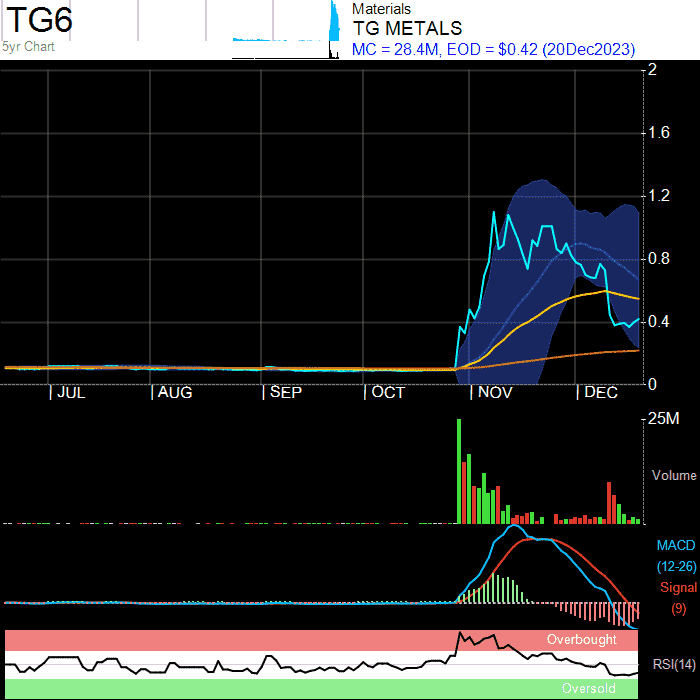 TG6
5yr Chart
Materials
TG METALS
MC = 28.4M, EOD = $0.42 (20Dec2023)
2
1.6
1.2
0.8
0.4
0
| JUL | AUG | SEP | OCT | NOV | DEC
25M
Volume
MACD
(12-26)
Signal
(9)
Overbought
RSI(14)
Oversold